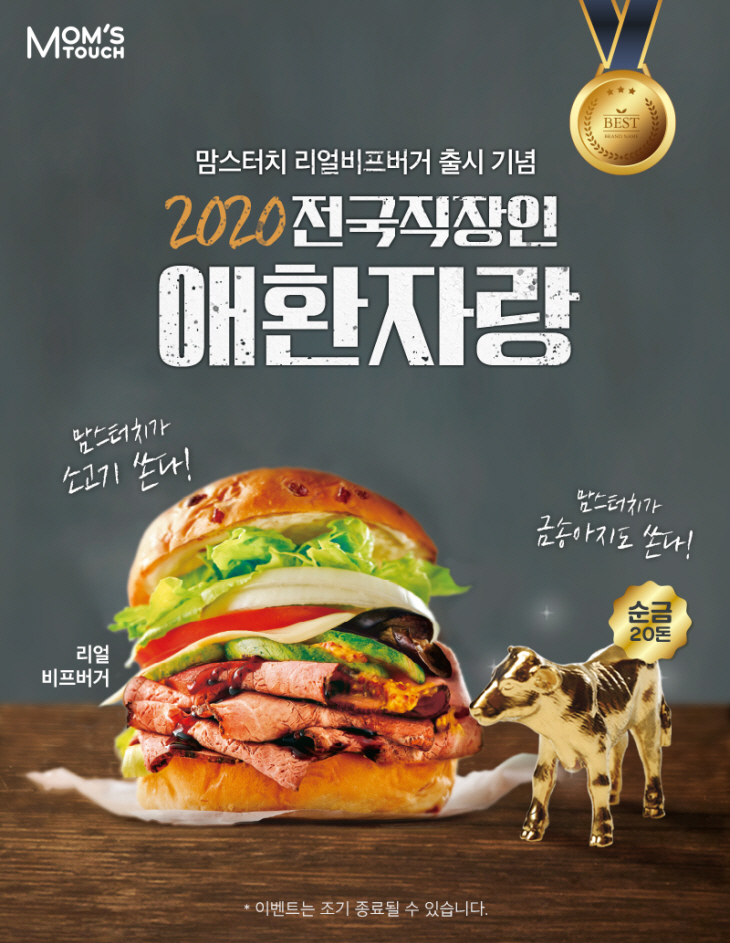 MOM'S
TOUCH
BEST
BRAND NAME
맘스터치 리얼비프버거 출시 기념
2020 전국직장인
애환자랑
맘스터치가
소고기 쏜다!
맘스터치가
금송아지도 쏜다!
순금
20돈
리얼
비프버거
* 이벤트는 조기 종료될 수 있습니다.